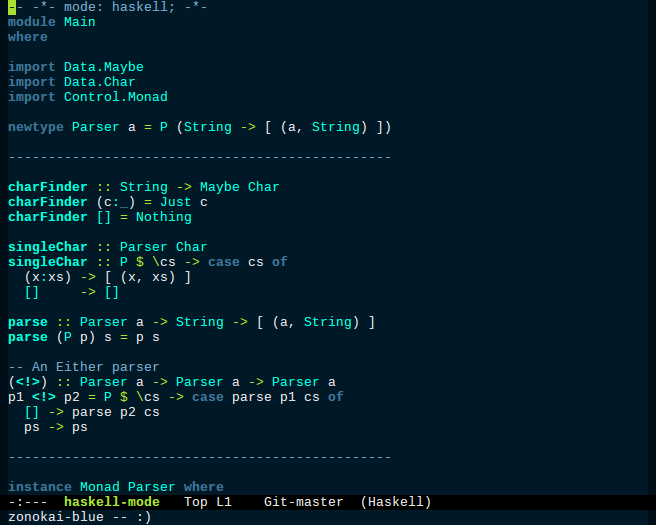 -- -*- mode: haskell; -*-
module Main
where
import Data.Maybe
import Data.Char
import Control.Monad
newtype Parser a = P (String -> [ (a, String) ])
------------------------------------------------
charFinder :: String -> Maybe Char
charFinder (c:_) = Just c
charFinder [] = Nothing
singleChar :: Parser Char
singleChar :: P $ \cs -> case cs of
  (x:xs) -> [ (x, xs) ]
  []     -> []
parse :: Parser a -> String -> [ (a, String) ]
parse (P p) s = p s
-- An Either parser
(<!>) :: Parser a -> Parser a -> Parser a
p1 <!> p2 = P $ \cs -> case parse p1 cs of
  [] -> parse p2 cs
  ps -> ps
------------------------------------------------
instance Monad Parser where
-:---  haskell-mode   Top L1    Git-master  (Haskell)
zonokai-blue -- :)